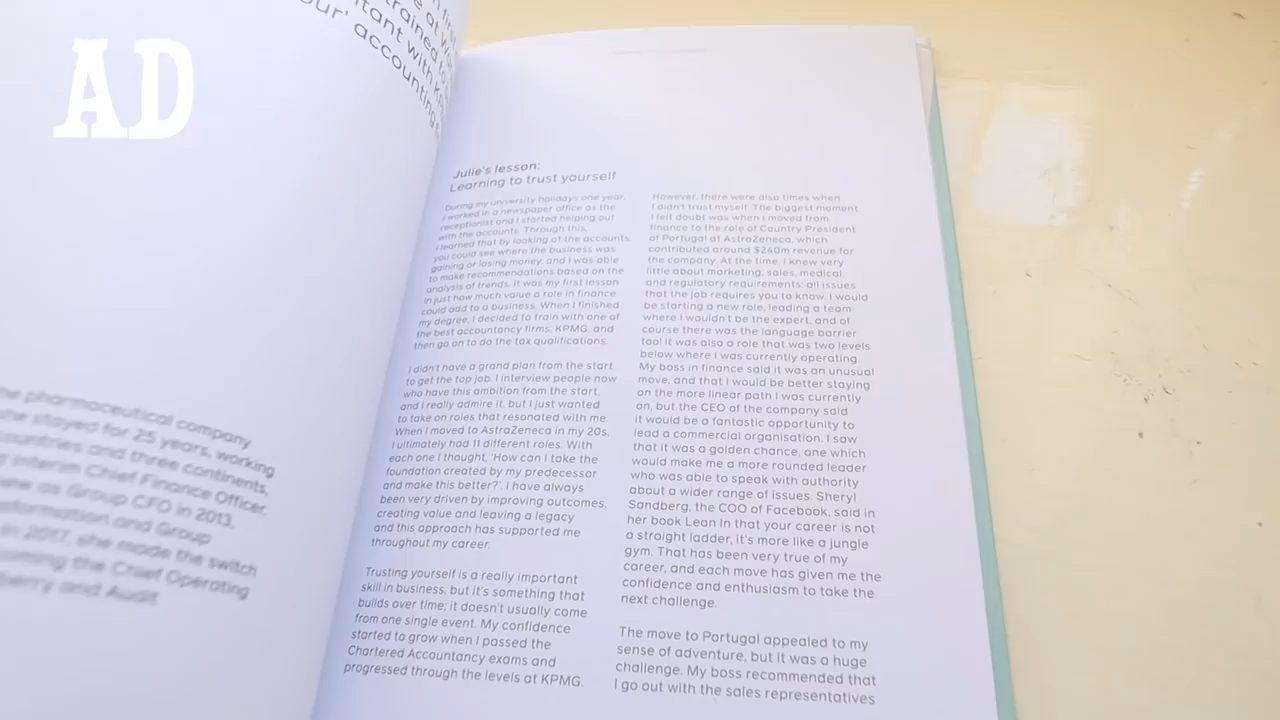 AD
at
trained to
our'
tant with
accounting
he pharmaceutical company
she stayed for 25 years, working
countries and three continents,
Interim Chief Finance Officer,
as Group CFO in 2013,
formation and Group
in 2017, she made the switch
the Chief Operating
and Audit
Julie's lesson:
Learning to trust yourself
During my university holidays one year,
I worked in a newspaper office as the
receptionist and I started helping out
with the accounts. Through this,
I learned that by looking at the accounts,
you could see where the business was
gaining or losing money, and I was able
to make recommendations based on the
analysis of trends. It was my first lesson
in just how much value a role in finance
could add to a business. When I finished
my degree, I decided to train with one of
the best accountancy firms, KPMG, and
then go on to do the tax qualifications.
I didn't have a grand plan from the start
to get the top job. I interview people now
who have this ambition from the start,
and I really admire it, but I just wanted
to take on roles that resonated with me.
When I moved to AstraZeneca in my 20s,
I ultimately had 11 different roles. With
each one I thought, 'How can I take the
foundation created by my predecessor
and make this better?'. I have always
been very driven by improving outcomes,
creating value and leaving a legacy
and this approach has supported me
throughout my career.
Trusting yourself is a really important
skill in business, but it's something that
builds over time; it doesn't usually come
from one single event. My confidence
started to grow when I passed the
Chartered Accountancy exams and
progressed through the levels at KPMG.
However, there were also times when
I didn't trust myself. The biggest moment
I felt doubt was when I moved from
finance to the role of Country President
of Portugal at AstraZeneca, which
contributed around $240m revenue for
the company. At the time, I knew very
little about marketing, sales, medical,
and regulatory requirements: all issues
that the job requires you to know. I would
be starting a new role, leading a team
where I wouldn't be the expert, and of
course there was the language barrier
too! It was also a role that was two levels
below where I was currently operating.
My boss in finance said it was an unusual
move, and that I would be better staying
on the more linear path I was currently
on, but the CEO of the company said
it would be a fantastic opportunity to
lead a commercial organisation. I saw
that it was a golden chance, one which
would make me a more rounded leader
who was able to speak with authority
about a wider range of issues. Sheryl
Sandberg, the COO of Facebook, said in
her book Lean In that your career is not
a straight ladder, it's more like a jungle
gym. That has been very true of my
career, and each move has given me the
confidence and enthusiasm to take the
next challenge.
The move to Portugal appealed to my
sense of adventure, but it was a huge
challenge. My boss recommended that
I go out with the sales representatives